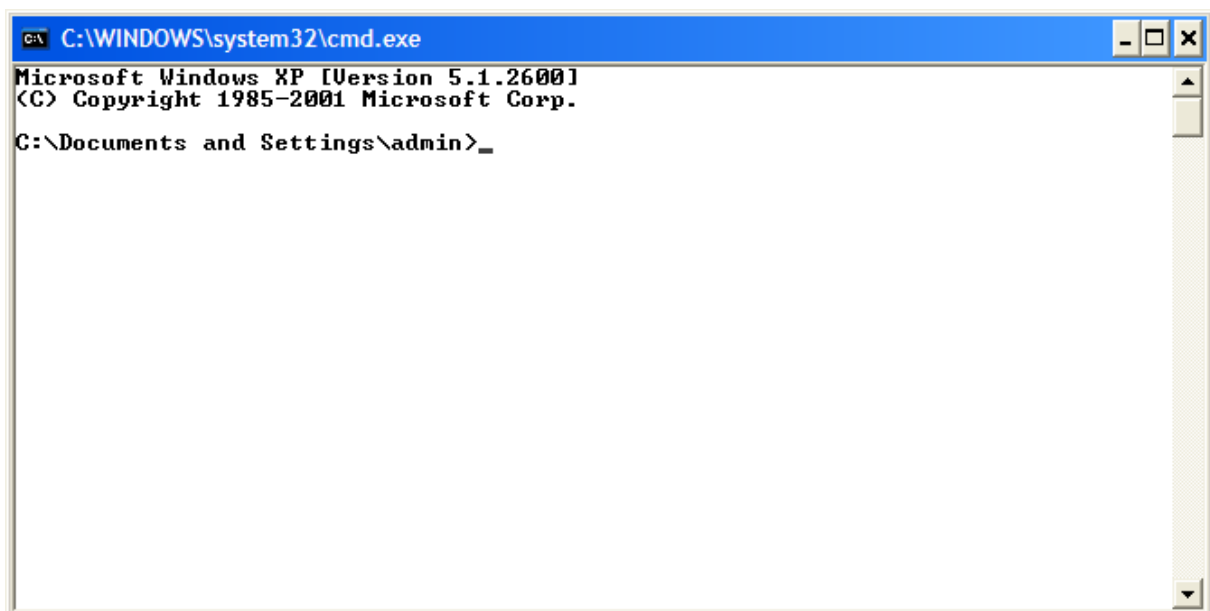 C:\WINDOWS\system32\cmd.exe
Microsoft Windows XP [Version 5.1.2600]
(C) Copyright 1985-2001 Microsoft Corp.
C:\Documents and Settings\admin>_